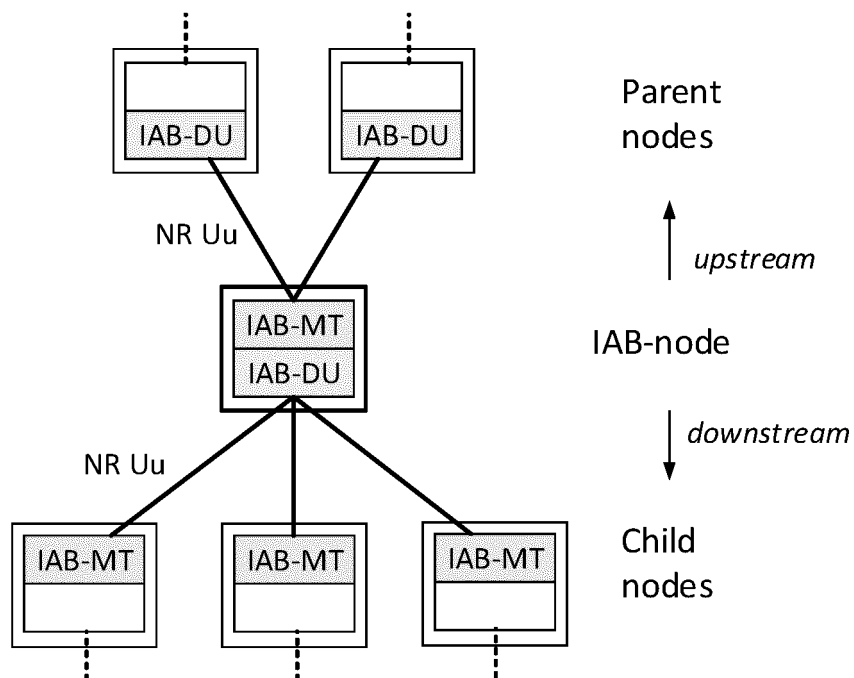 IAB-DU
IAB-DU
Parent
nodes
NR Uu
upstream
IAB-MT
IAB-DU
IAB-node
downstream
NR Uu
IAB-MT
IAB-MT
IAB-MT
Child
nodes